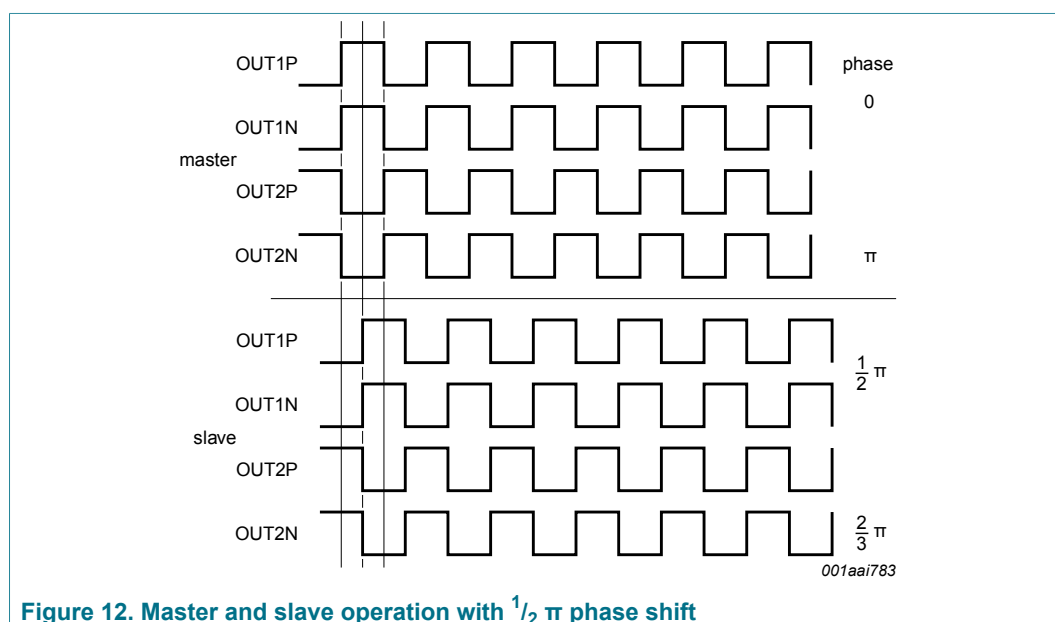 OUT1P
phase
0
OUT1N
master
OUT2P
OUT2N
π
OUT1P
1/2 π
OUT1N
slave
OUT2P
OUT2N
2/3 π
001aai783
Figure 12. Master and slave operation with 1/2 π phase shift